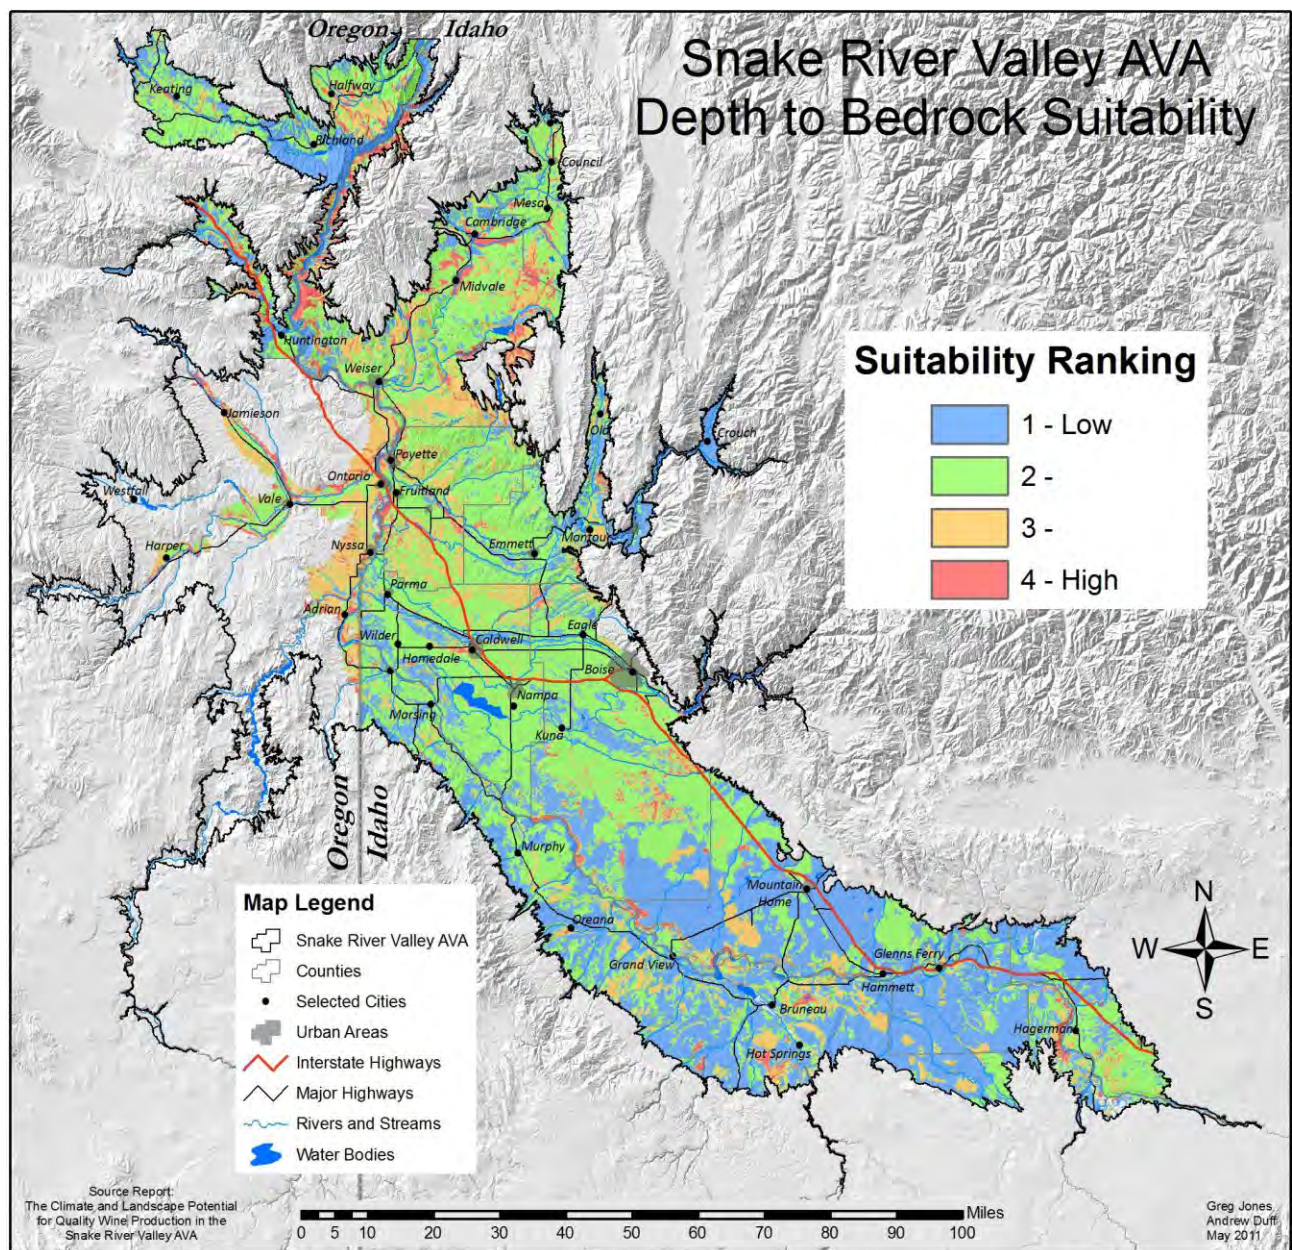 Oregon
Idaho
Snake River Valley AVA
Depth to Bedrock Suitability
Keating
Halfway
Richland
Council
Mesa
Cambridge
Midvale
Huntington
Weiser
Suitability Ranking
1 - Low
2 -
3 -
4 - High
Jamieson
Ola
Crouch
Payette
Ontario
Fruitland
Westfall
Vale
Harper
Nyssa
Emmett
Parma
Adrian
Eagle
Wilder
Caldwell
Homedale
Boise
Nampa
Marsing
Kuna
Oregon
Idaho
Murphy
Mountain
Home
Map Legend
Snake River Valley AVA
Counties
Selected Cities
Urban Areas
Interstate Highways
Major Highways
Rivers and Streams
Water Bodies
Oreana
Grand View
Glenns Ferry
Hammett
Bruneau
Hagerman
Hot Springs
N
W
E
S
Source Report:
The Climate and Landscape Potential
for Quality Wine Production in the
Snake River Valley AVA
Miles
0 5 10 20 30 40 50 60 70 80 90 100
Greg Jones
Andrew Duff
May 2011